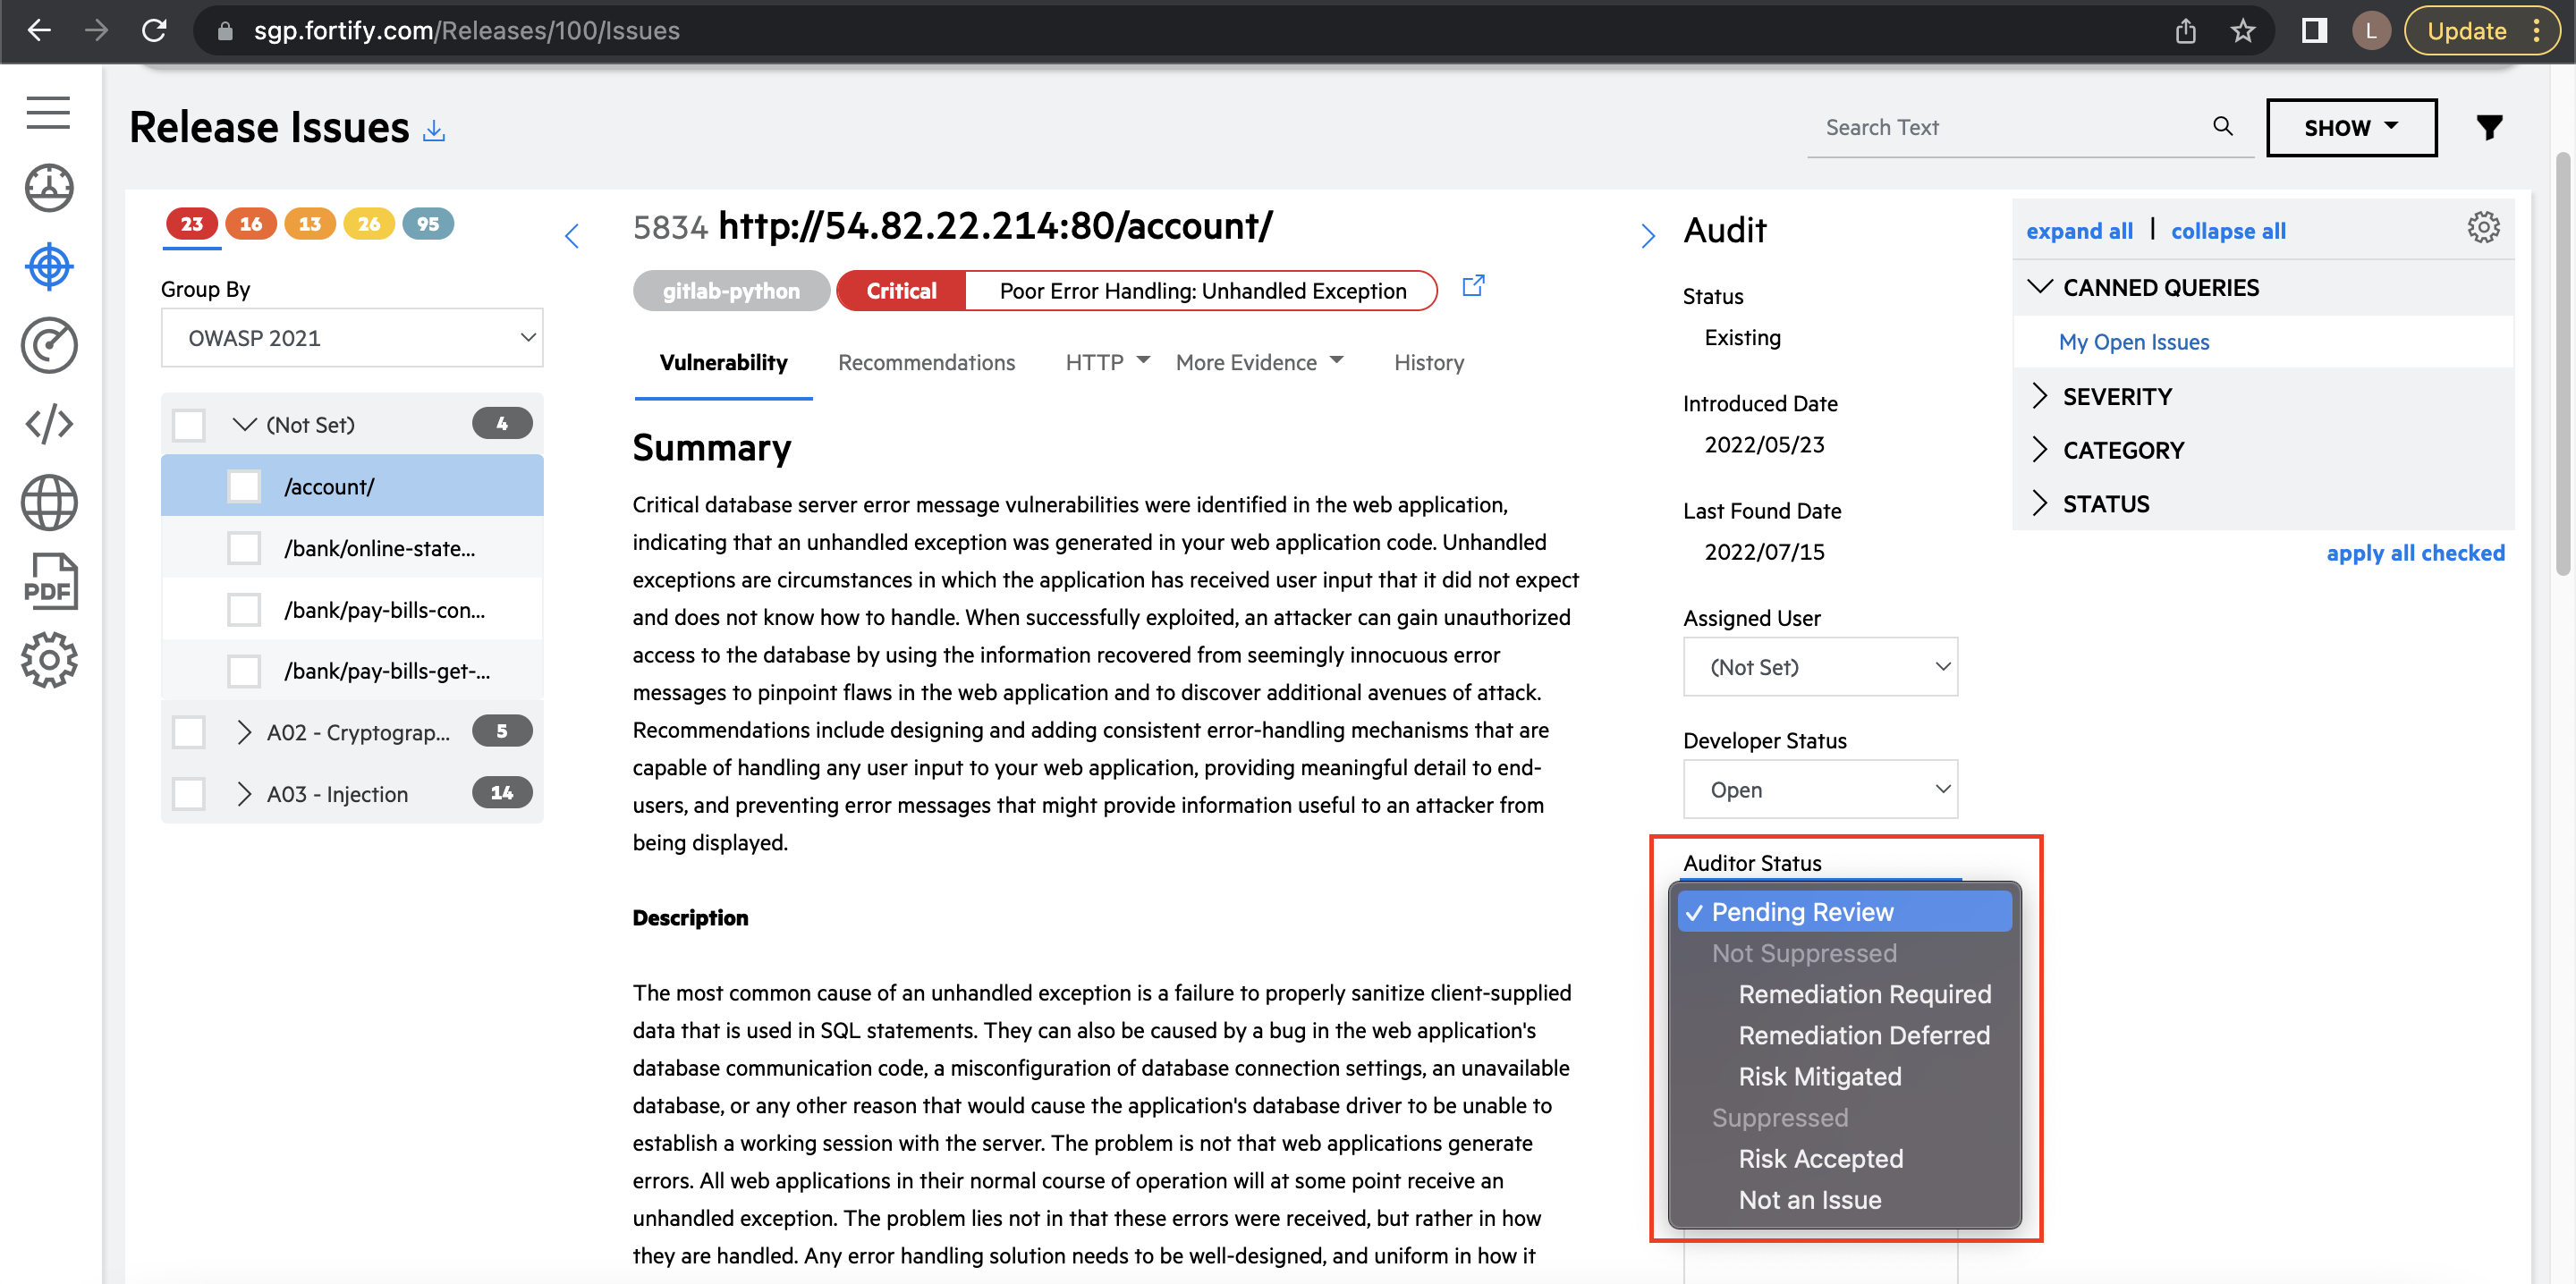 sgp.fortify.com/Releases/100/Issues
L
Update
Release Issues
Search Text
SHOW
23 16 13 26 95
Group By
OWASP 2021
(Not Set) 4
/account/
/bank/online-state...
/bank/pay-bills-con...
/bank/pay-bills-get-...
A02 - Cryptograp... 5
A03 - Injection 14
PDF
5834 http://54.82.22.214:80/account/
gitlab-python Critical Poor Error Handling: Unhandled Exception
Vulnerability Recommendations HTTP More Evidence History
Summary
Critical database server error message vulnerabilities were identified in the web application,
indicating that an unhandled exception was generated in your web application code. Unhandled
exceptions are circumstances in which the application has received user input that it did not expect
and does not know how to handle. When successfully exploited, an attacker can gain unauthorized
access to the database by using the information recovered from seemingly innocuous error
messages to pinpoint flaws in the web application and to discover additional avenues of attack.
Recommendations include designing and adding consistent error-handling mechanisms that are
capable of handling any user input to your web application, providing meaningful detail to end-
users, and preventing error messages that might provide information useful to an attacker from
being displayed.
Description
The most common cause of an unhandled exception is a failure to properly sanitize client-supplied
data that is used in SQL statements. They can also be caused by a bug in the web application's
database communication code, a misconfiguration of database connection settings, an unavailable
database, or any other reason that would cause the application's database driver to be unable to
establish a working session with the server. The problem is not that web applications generate
errors. All web applications in their normal course of operation will at some point receive an
unhandled exception. The problem lies not in that these errors were received, but rather in how
they are handled. Any error handling solution needs to be well-designed, and uniform in how it
Audit
Status
Existing
Introduced Date
2022/05/23
Last Found Date
2022/07/15
Assigned User
(Not Set)
Developer Status
Open
Auditor Status
✓ Pending Review
Not Suppressed
Remediation Required
Remediation Deferred
Risk Mitigated
Suppressed
Risk Accepted
Not an Issue
expand all | collapse all
CANNED QUERIES
My Open Issues
SEVERITY
CATEGORY
STATUS
apply all checked